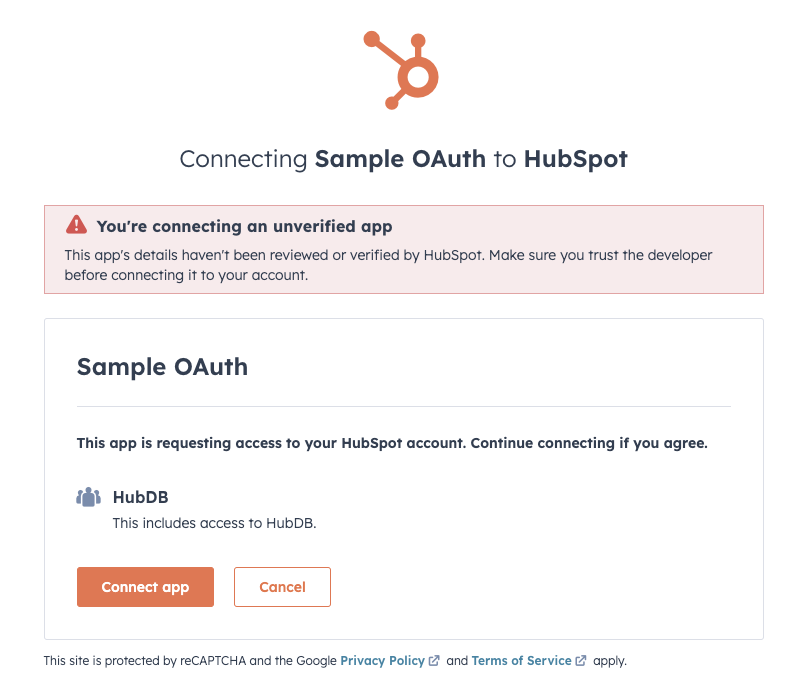 Connecting Sample OAuth to HubSpot
You're connecting an unverified app
This app's details haven't been reviewed or verified by HubSpot. Make sure you trust the developer
before connecting it to your account.
Sample OAuth
This app is requesting access to your HubSpot account. Continue connecting if you agree.
HubDB
This includes access to HubDB.
Connect app Cancel
This site is protected by reCAPTCHA and the Google Privacy Policy and Terms of Service apply.